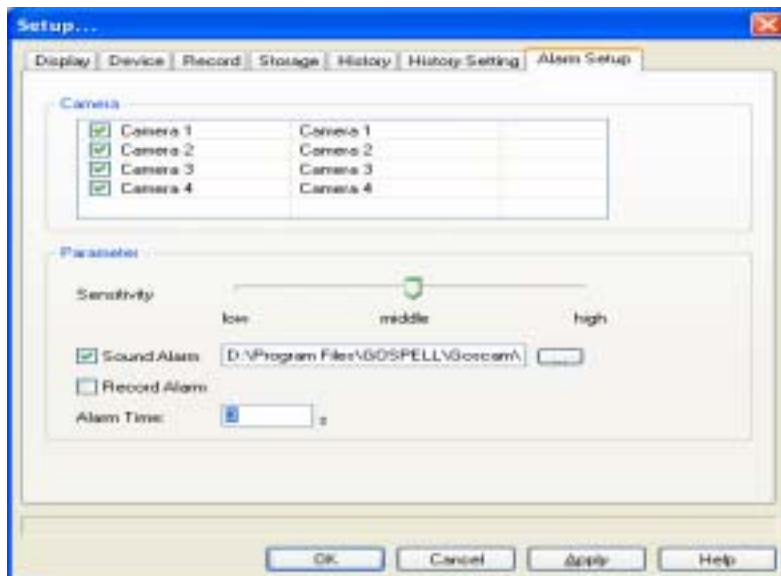 Setup...
Display Device Record Storage History History Setting Alarm Setup
Camera
Camera 1 Camera 1
Camera 2 Camera 2
Camera 3 Camera 3
Camera 4 Camera 4
Parameter
Sensitivity
low middle high
Sound Alarm D:\Program Files\GOSPELL\Goscam\ ...
Record Alarm
Alarm Time: s
OK Cancel Apply Help